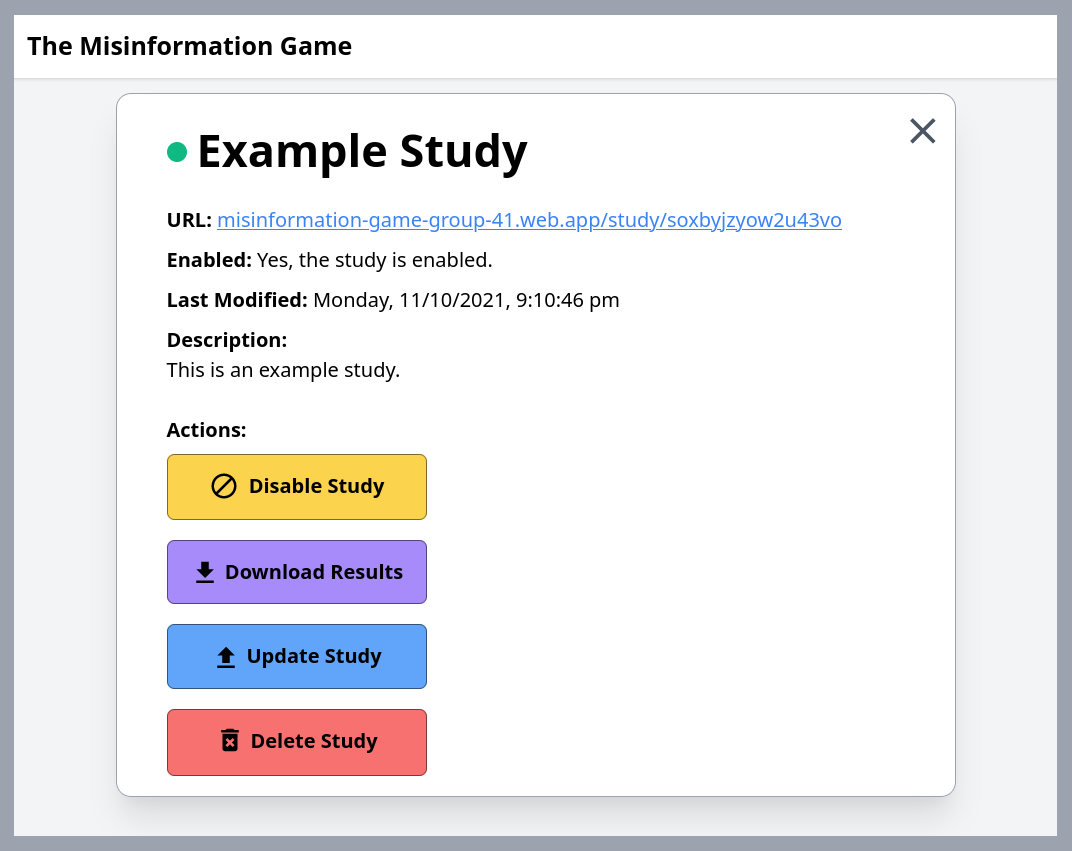 The Misinformation Game
Example Study
URL: misinformation-game-group-41.web.app/study/soxbyjzyow2u43vo
Enabled: Yes, the study is enabled.
Last Modified: Monday, 11/10/2021, 9:10:46 pm
Description:
This is an example study.
Actions:
Disable Study
Download Results
Update Study
Delete Study